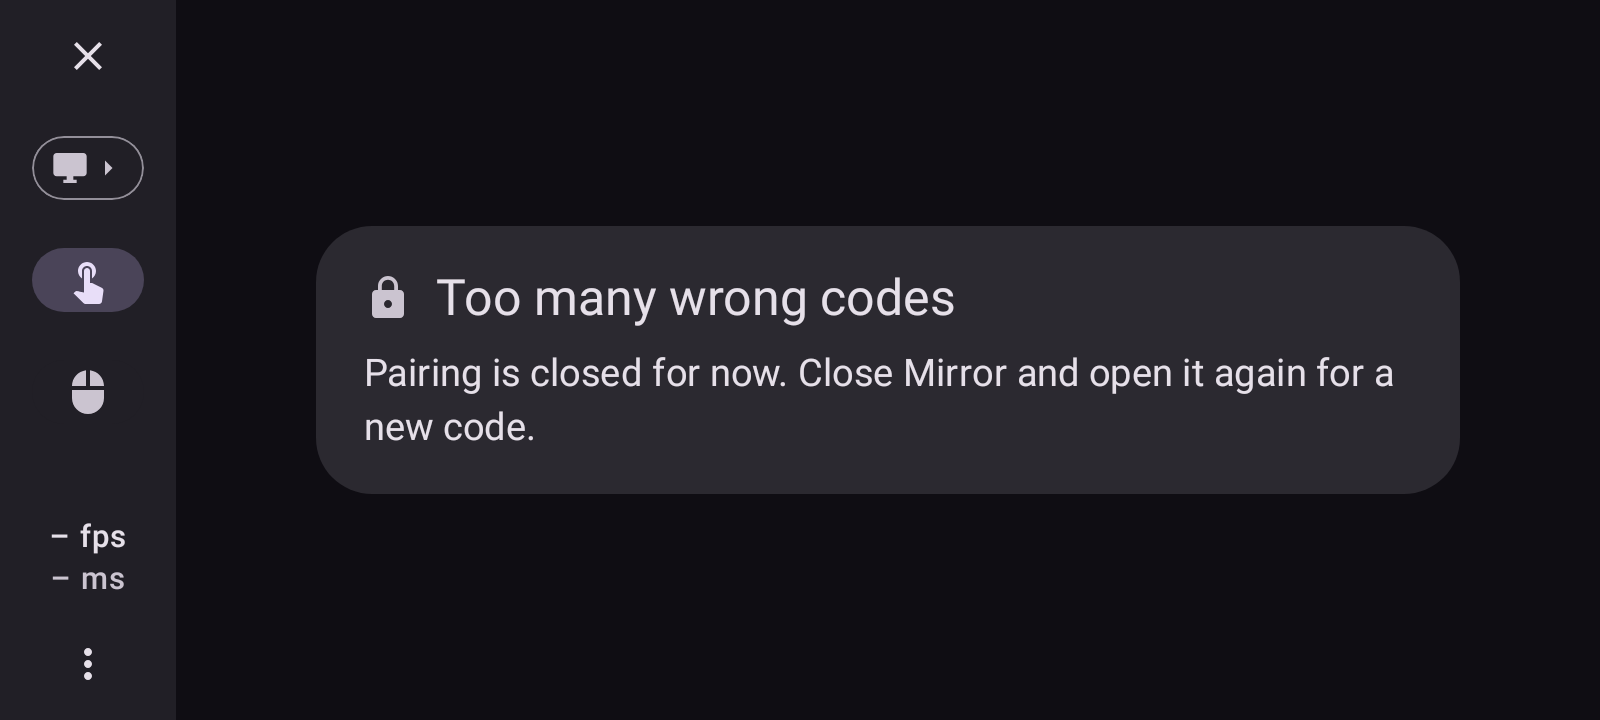 Too many wrong codes
Pairing is closed for now. Close Mirror and open it again for a
new code.
– fps
– ms